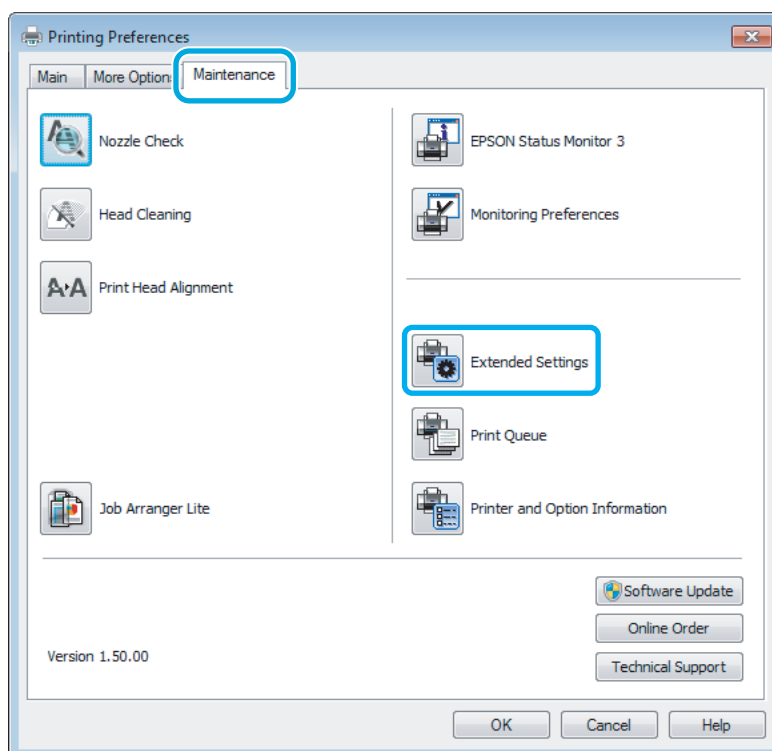 Printing Preferences
Main
More Option
Maintenance
Nozzle Check
Head Cleaning
Print Head Alignment
Job Arranger Lite
EPSON Status Monitor 3
Monitoring Preferences
Extended Settings
Print Queue
Printer and Option Information
Version 1.50.00
Software Update
Online Order
Technical Support
OK
Cancel
Help